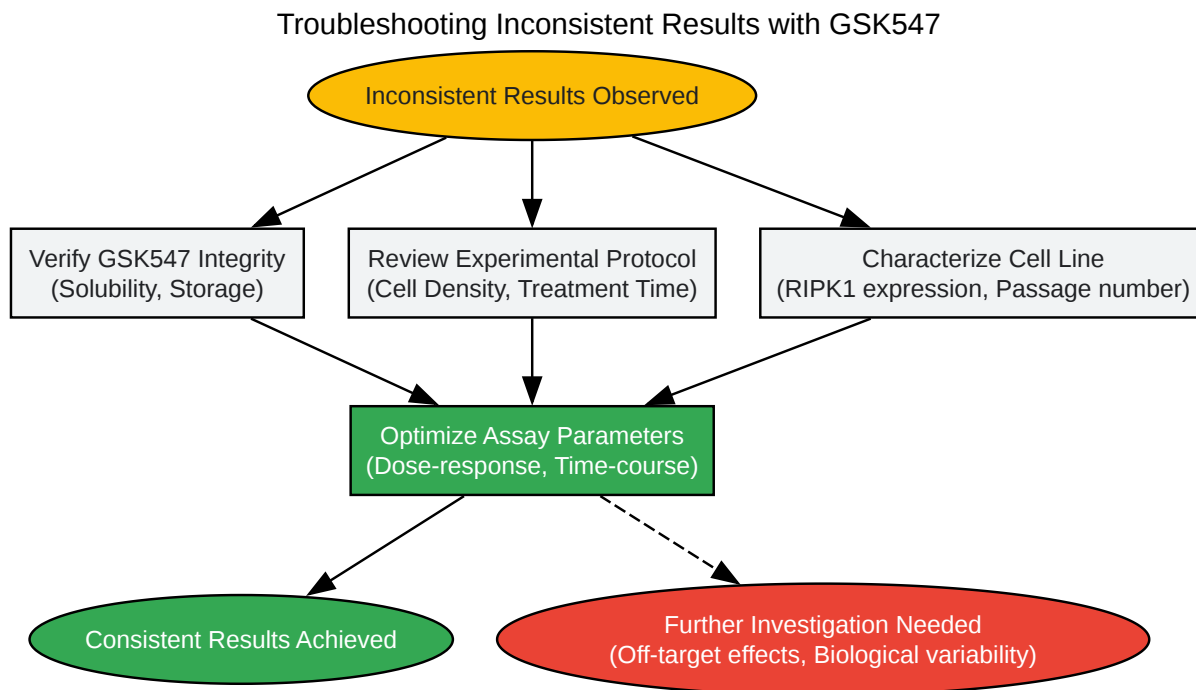 Troubleshooting Inconsistent Results with GSK547
Inconsistent Results Observed
Verify GSK547 Integrity
(Solubility, Storage)
Review Experimental Protocol
(Cell Density, Treatment Time)
Characterize Cell Line
(RIPK1 expression, Passage number)
Optimize Assay Parameters
(Dose-response, Time-course)
Consistent Results Achieved
Further Investigation Needed
(Off-target effects, Biological variability)